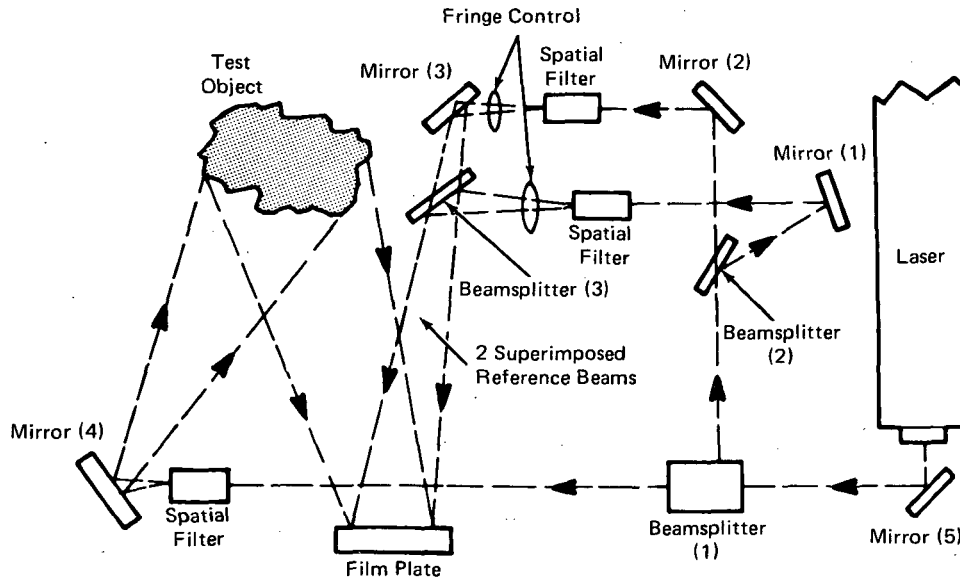 Fringe Control
Test
Object
Mirror (3)
Spatial
Filter
Mirror (2)
Mirror (1)
Spatial
Filter
Laser
Beamsplitter (3)
Beamsplitter
(2)
2 Superimposed
Reference Beams
Mirror (4)
Spatial
Filter
Film Plate
Beamsplitter
(1)
Mirror (5)